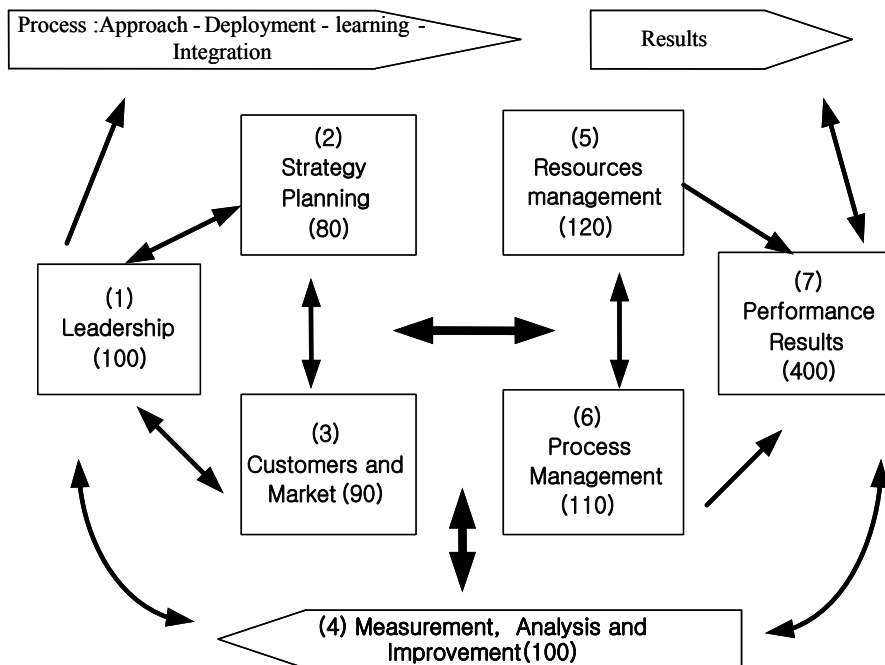 Process :Approach - Deployment - learning -
Integration
Results
(2)
Strategy
Planning
(80)
(5)
Resources
management
(120)
(1)
Leadership
(100)
(7)
Performance
Results
(400)
(3)
Customers and
Market (90)
(6)
Process
Management
(110)
(4) Measurement, Analysis and
Improvement(100)